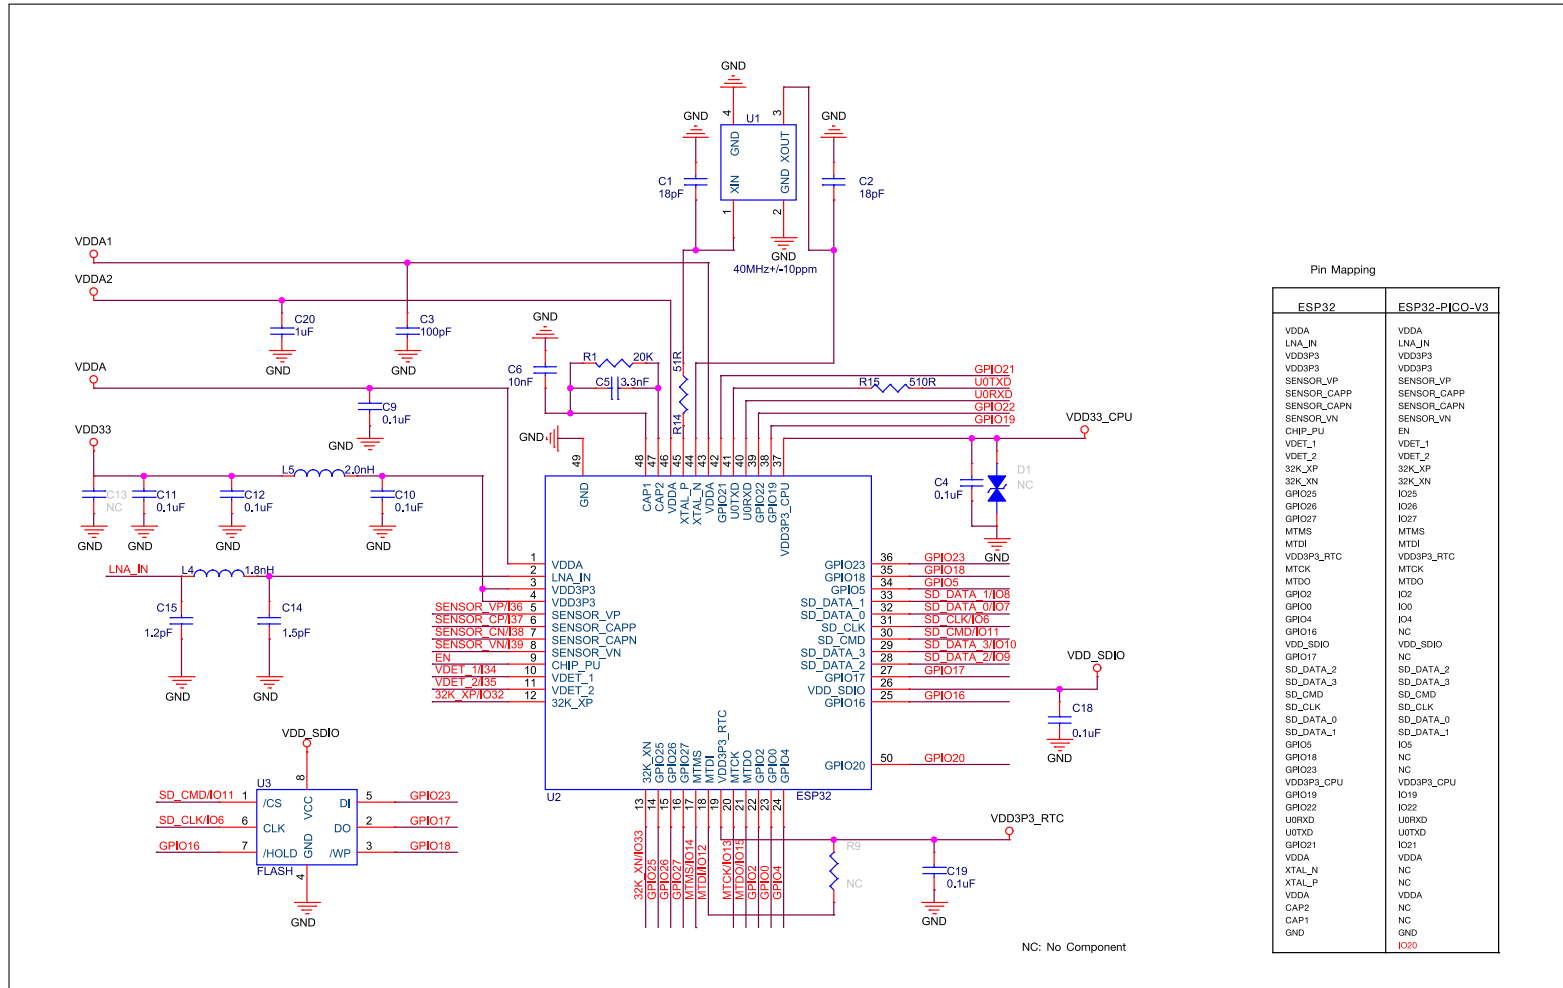 GND
4
3
U1
GND
XOUT
XIN
GND
1
2
GND
40MHz+/-10ppm
GND
C1
18pF
GND
C2
18pF
VDDA1
VDDA2
C20
1uF
GND
C3
100pF
GND
GND
C6
10nF
R1
20K
C5
3.3nF
51R
R14
R15
510R
GPIO21
U0TXD
U0RXD
GPIO22
GPIO19
VDD33_CPU
C4
0.1uF
D1
NC
GND
VDDA
C9
0.1uF
GND
VDD33
C13
NC
GND
C11
0.1uF
GND
C12
0.1uF
GND
L5
2.0nH
C10
0.1uF
GND
LNA_IN
L4
1.8nH
C15
1.2pF
GND
C14
1.5pF
GND
GND
49
GND
48
47
46
45
44
43
42
41
40
39
38
37
CAP1
CAP2
VDDA
XTAL_P
XTAL_N
VDDA
GPIO21
U0TXD
U0RXD
GPIO22
GPIO19
VDD3P3_CPU
1 VDDA
2 LNA_IN
3 VDD3P3
4 VDD3P3
SENSOR_VP/I36 5 SENSOR_VP
SENSOR_CP/I37 6 SENSOR_CAPP
SENSOR_CN/I38 7 SENSOR_CAPN
SENSOR_VN/I39 8 SENSOR_VN
EN 9 CHIP_PU
VDET_1/I34 10 VDET_1
VDET_2/I35 11 VDET_2
32K_XP/IO32 12 32K_XP
GPIO23 36 GPIO23
GPIO18 35 GPIO18
GPIO5 34 GPIO5
SD_DATA_1 33 SD_DATA_1/IO8
SD_DATA_0 32 SD_DATA_0/IO7
SD_CLK 31 SD_CLK/IO6
SD_CMD 30 SD_CMD/IO11
SD_DATA_3 29 SD_DATA_3/IO10
SD_DATA_2 28 SD_DATA_2/IO9
GPIO17 27 GPIO17
VDD_SDIO 26
GPIO16 25 GPIO16
VDD_SDIO
C18
0.1uF
GND
GPIO20 50 GPIO20
32K_XN
GPIO25
GPIO26
GPIO27
MTMS
MTDI
VDD3P3_RTC
MTCK
MTDO
GPIO2
GPIO0
GPIO4
U2
ESP32
13
14
15
16
17
18
19
20
21
22
23
24
32K_XN/IO33
GPIO25
GPIO26
GPIO27
MTMS/IO14
MTDI/IO12
MTCK/IO13
MTDO/IO15
GPIO2
GPIO0
GPIO4
R9
NC
VDD3P3_RTC
C19
0.1uF
GND
VDD_SDIO
8
U3
SD_CMD/IO11 1 /CS
SD_CLK/IO6 6 CLK
GPIO16 7 /HOLD
VCC
GND
DI 5 GPIO23
DO 2 GPIO17
/WP 3 GPIO18
FLASH
4
GND
NC: No Component
Pin Mapping
ESP32 ESP32-PICO-V3
VDDA VDDA
LNA_IN LNA_IN
VDD3P3 VDD3P3
VDD3P3 VDD3P3
SENSOR_VP SENSOR_VP
SENSOR_CAPP SENSOR_CAPP
SENSOR_CAPN SENSOR_CAPN
SENSOR_VN SENSOR_VN
CHIP_PU EN
VDET_1 VDET_1
VDET_2 VDET_2
32K_XP 32K_XP
32K_XN 32K_XN
GPIO25 IO25
GPIO26 IO26
GPIO27 IO27
MTMS MTMS
MTDI MTDI
VDD3P3_RTC VDD3P3_RTC
MTCK MTCK
MTDO MTDO
GPIO2 IO2
GPIO0 IO0
GPIO4 IO4
GPIO16 NC
VDD_SDIO VDD_SDIO
GPIO17 NC
SD_DATA_2 SD_DATA_2
SD_DATA_3 SD_DATA_3
SD_CMD SD_CMD
SD_CLK SD_CLK
SD_DATA_0 SD_DATA_0
SD_DATA_1 SD_DATA_1
GPIO5 IO5
GPIO18 NC
GPIO23 NC
VDD3P3_CPU VDD3P3_CPU
GPIO19 IO19
GPIO22 IO22
U0RXD U0RXD
U0TXD U0TXD
GPIO21 IO21
VDDA VDDA
XTAL_N NC
XTAL_P NC
VDDA VDDA
CAP2 NC
CAP1 NC
GND GND
IO20